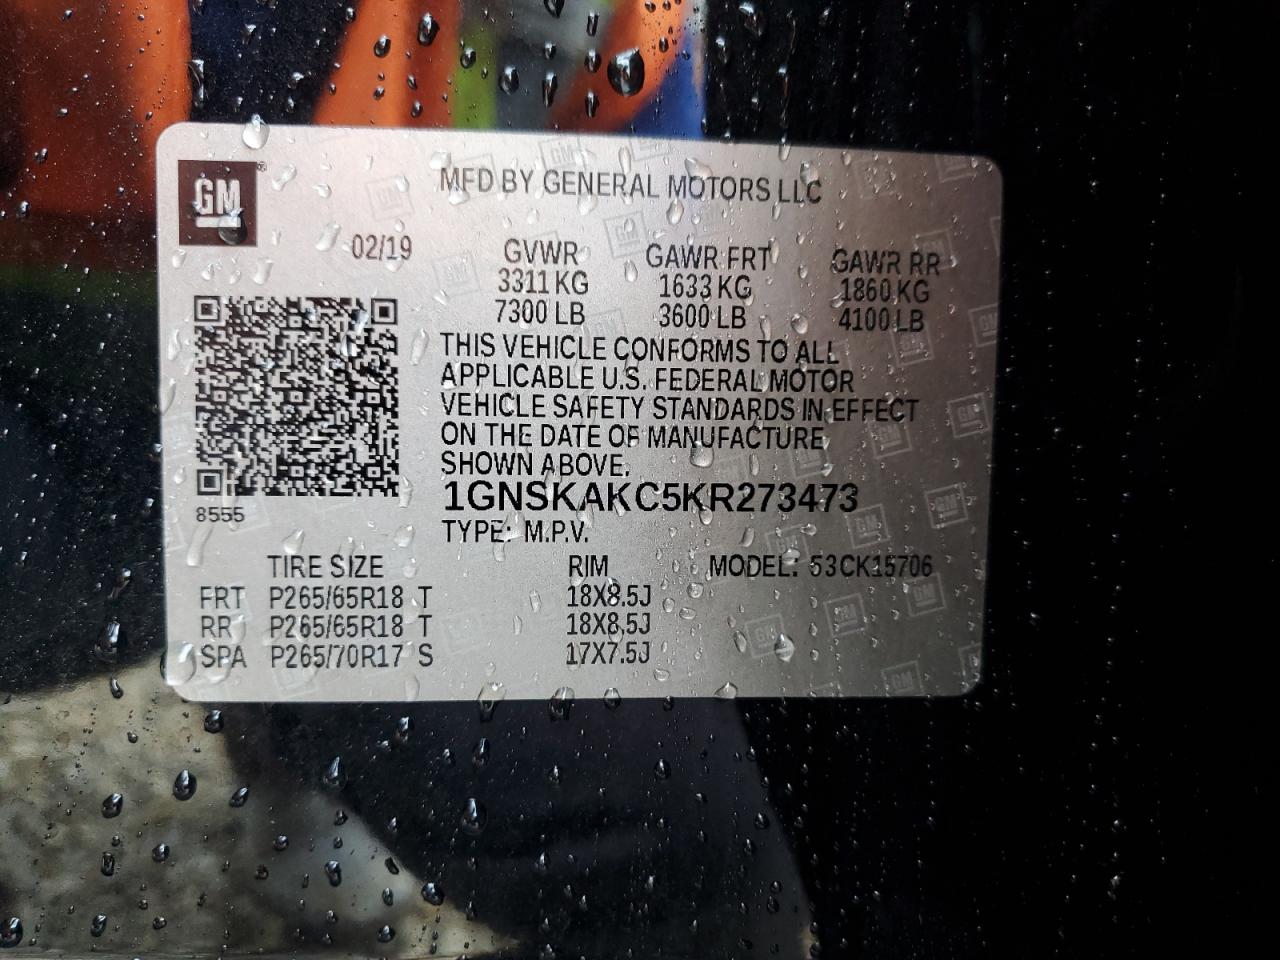 GM
MFD BY GENERAL MOTORS LLC
02/19 GVWR GAWR FRT GAWR RR
3311 KG 1633 KG 1860 KG
7300 LB 3600 LB 4100 LB
THIS VEHICLE CONFORMS TO ALL
APPLICABLE U.S. FEDERAL MOTOR
VEHICLE SAFETY STANDARDS IN EFFECT
ON THE DATE OF MANUFACTURE
SHOWN ABOVE.
1GNSKAKC5KR273473
8555
TYPE: M.P.V.
TIRE SIZE RIM MODEL: 53CK15706
FRT P265/65R18 T 18X8.5J
RR P265/65R18 T 18X8.5J
SPA P265/70R17 S 17X7.5J